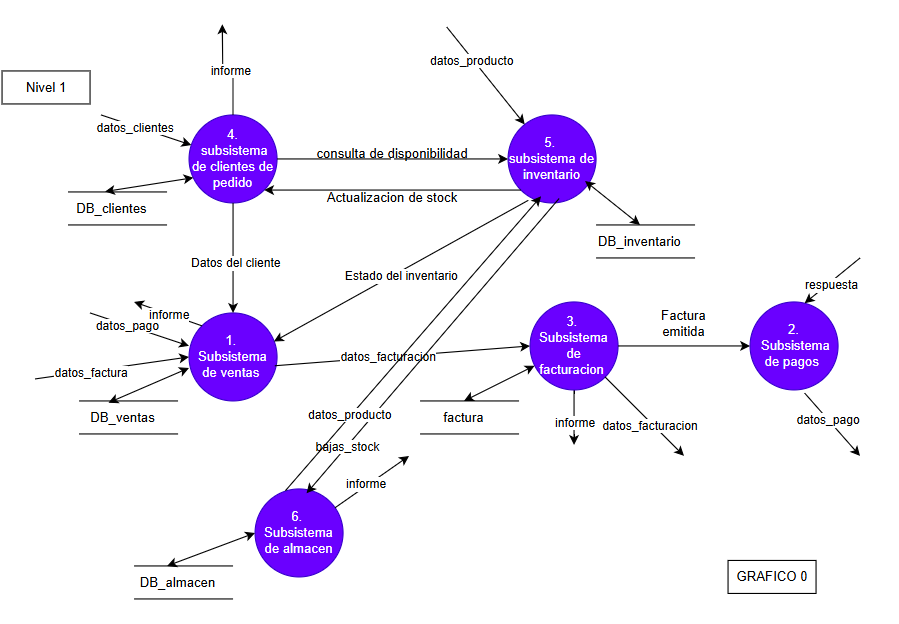 informe
datos_producto
Nivel 1
datos_clientes
4.
subsistema
de clientes de
pedido
5.
subsistema de
inventario
consulta de disponibilidad
Actualizacion de stock
DB_clientes
DB_inventario
Datos del cliente
Estado del inventario
respuesta
informe
datos_pago
1.
Subsistema
de ventas
datos_factura
DB_ventas
datos_facturacion
3.
Subsistema
de
facturacion
Factura
emitida
2.
Subsistema
de pagos
factura
informe
datos_facturacion
datos_pago
datos_producto
bajas_stock
informe
6.
Subsistema
de almacen
DB_almacen
GRAFICO 0